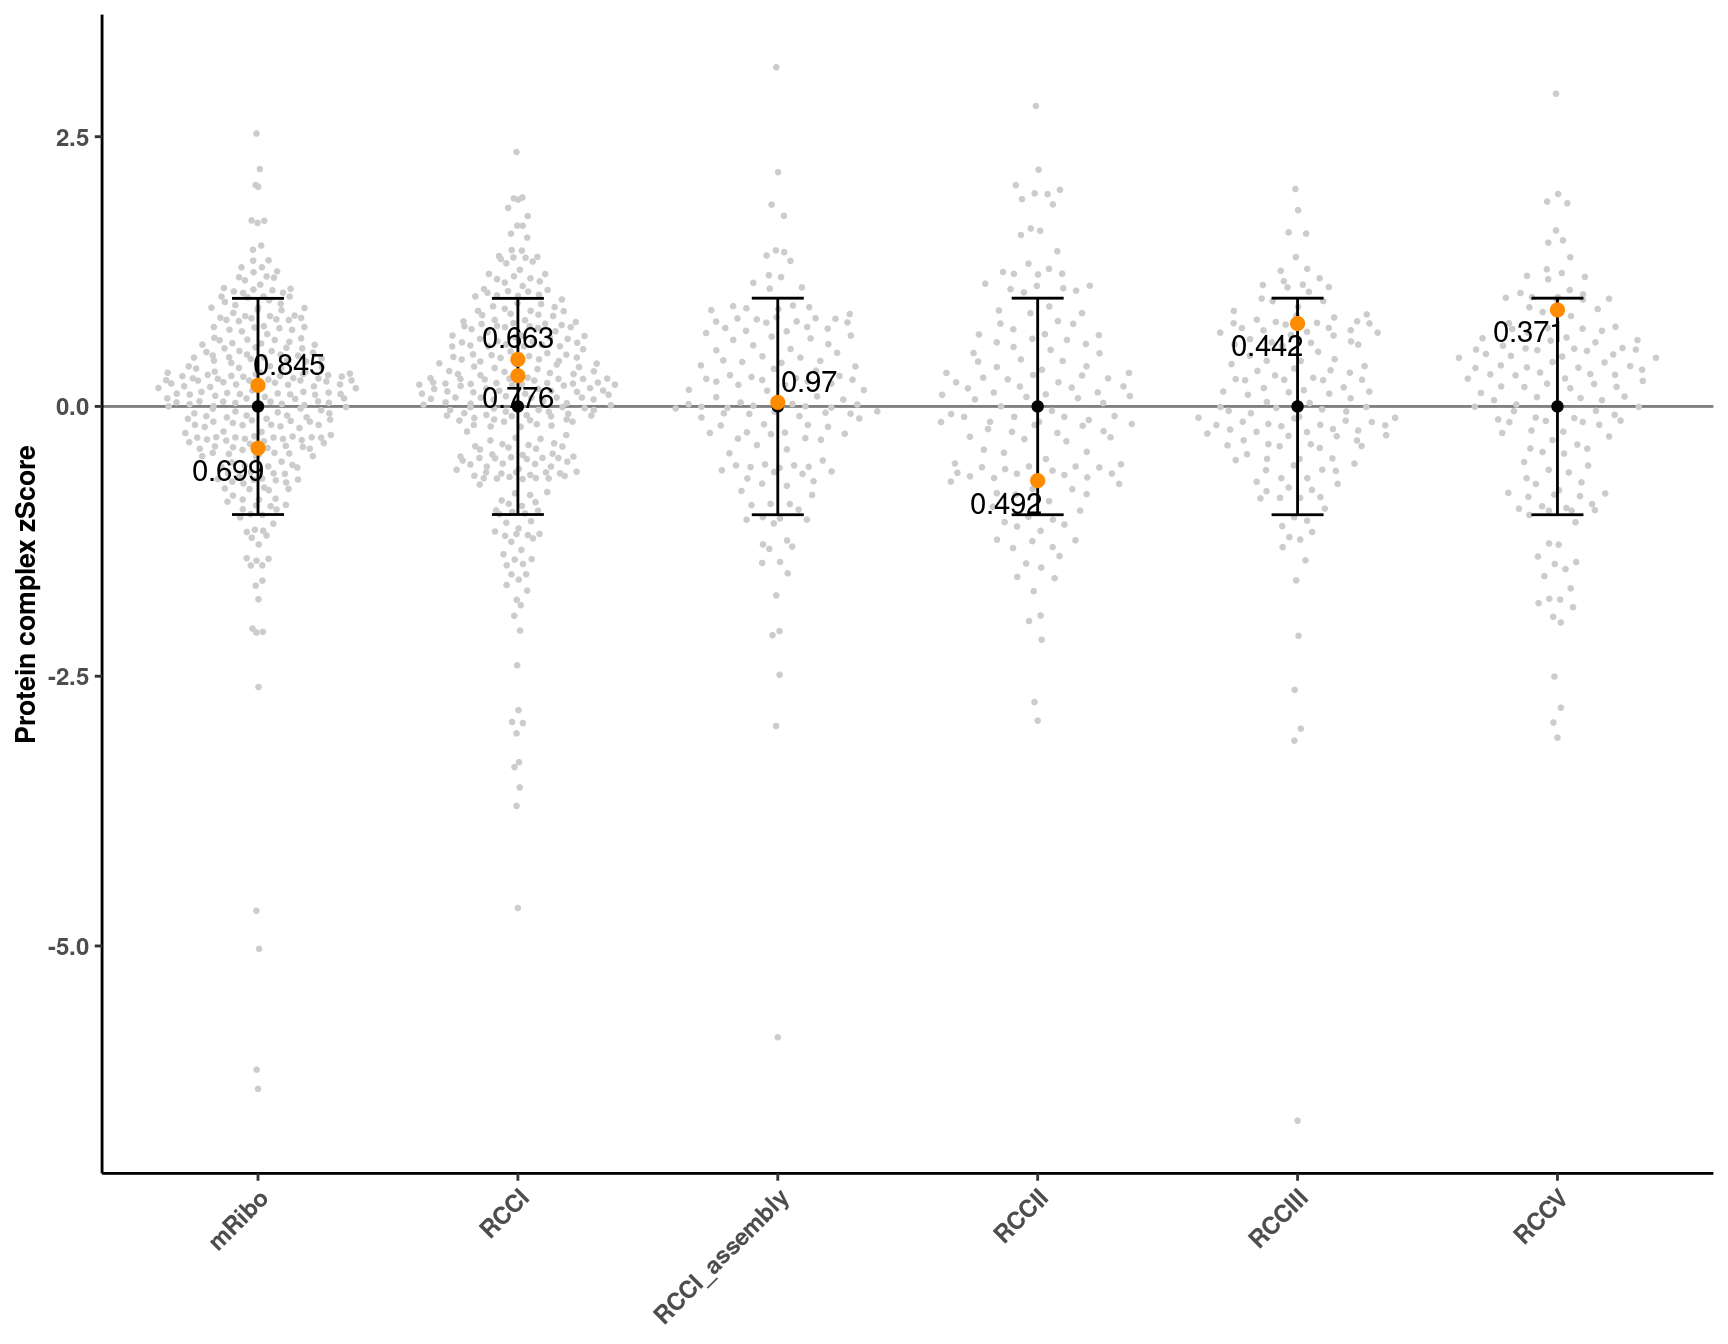 Protein complex zScore
2.5
0.0
-2.5
-5.0
0.845
0.699
0.663
0.776
0.97
0.492
0.442
0.371
mRibo
RCCI
RCCI_assembly
RCCII
RCCIII
RCCV